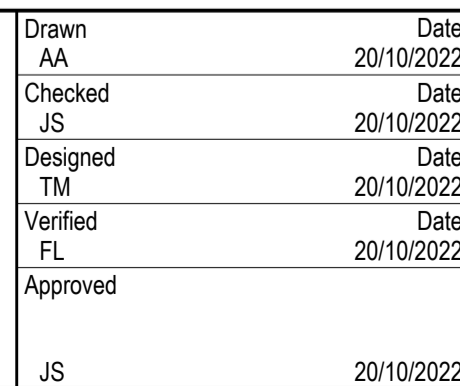 Drawn Date
AA 20/10/2022
Checked Date
JS 20/10/2022
Designed Date
TM 20/10/2022
Verified Date
FL 20/10/2022
Approved
JS 20/10/2022